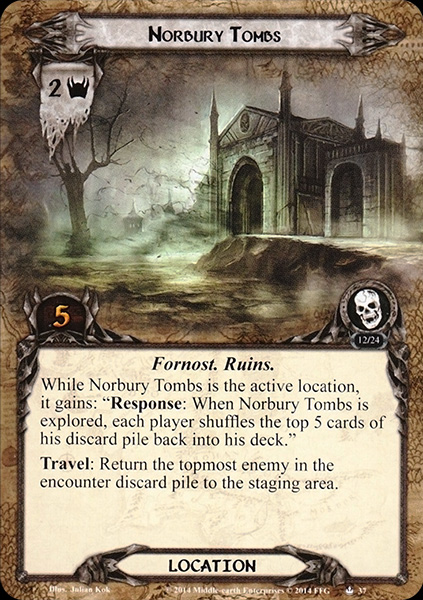 Norbury Tombs
2
5
12/24
Fornost. Ruins.
While Norbury Tombs is the active location,
it gains: “Response: When Norbury Tombs is
explored, each player shuffles the top 5 cards of
his discard pile back into his deck.”
Travel: Return the topmost enemy in the
encounter discard pile to the staging area.
LOCATION
Illus. Julian Kok © 2014 Middle-earth Enterprises © 2014 FFG 37